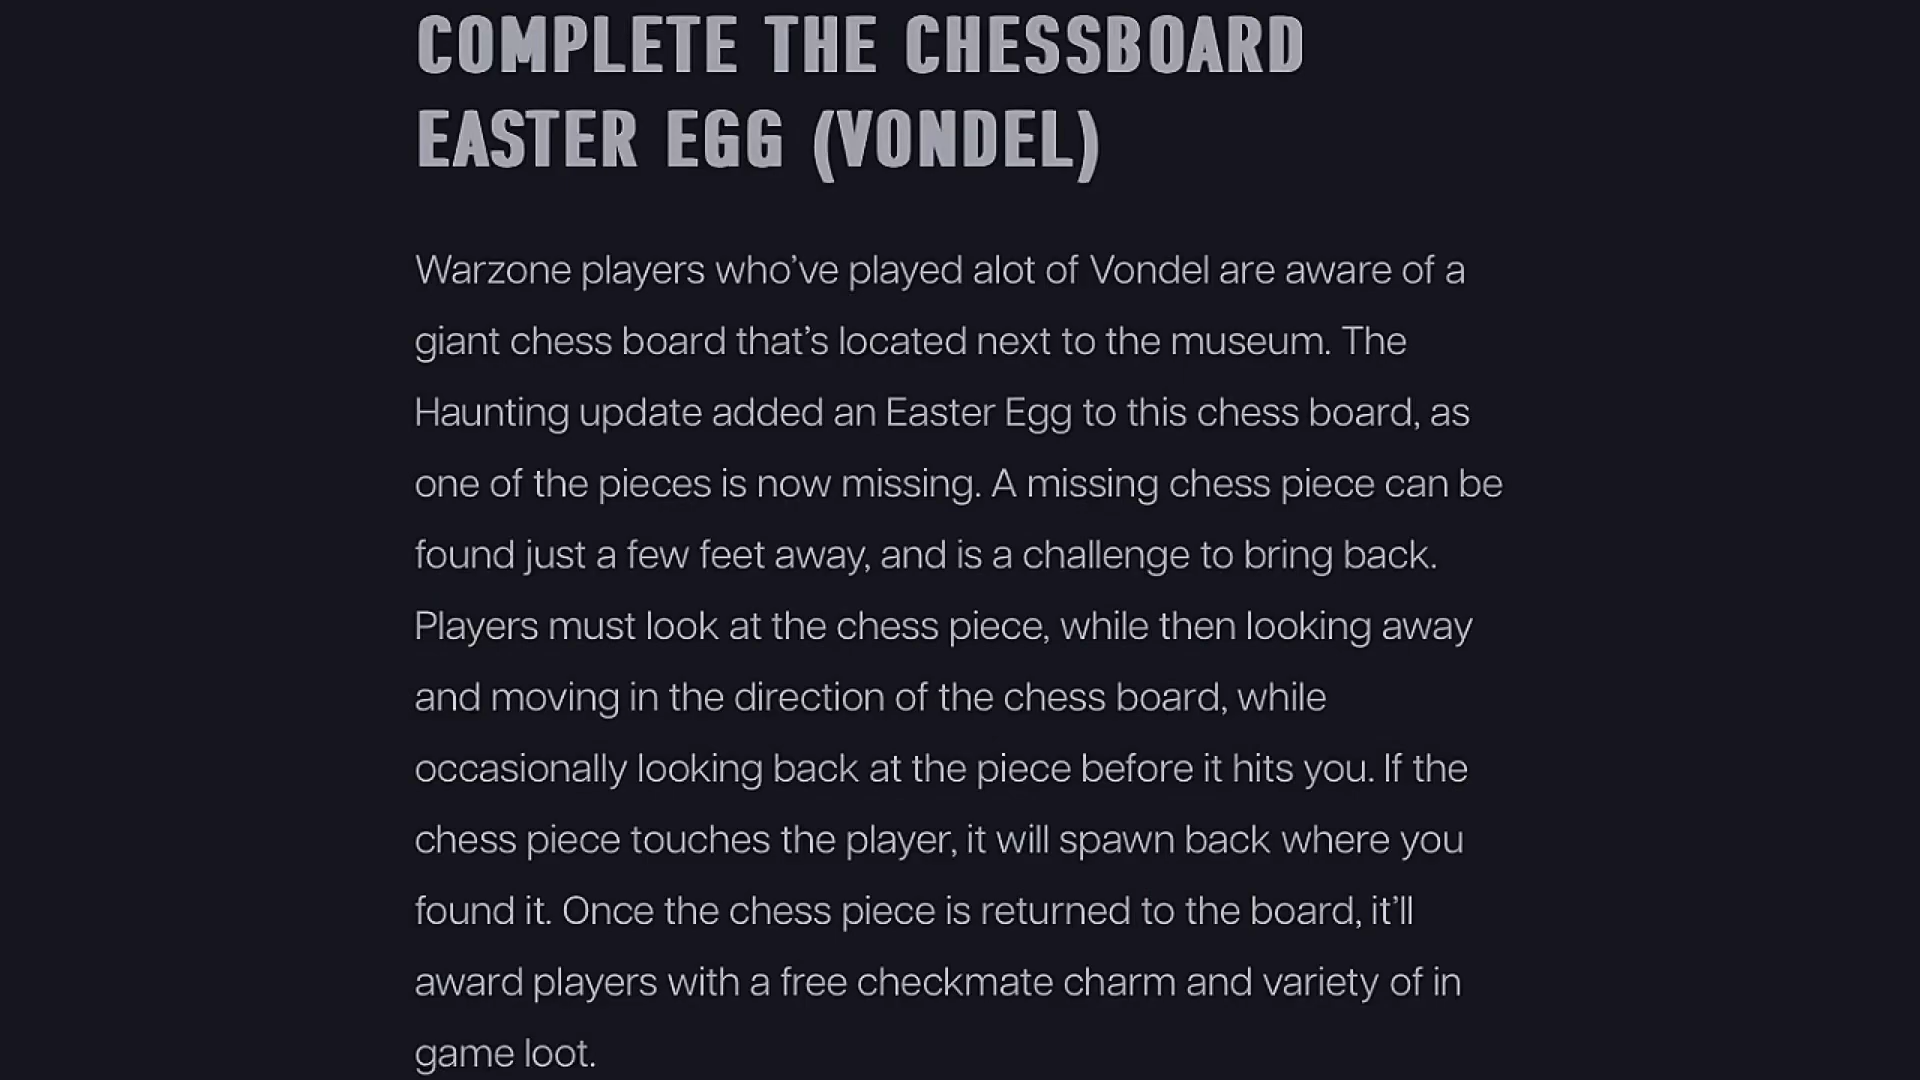 COMPLETE THE CHESSBOARD
EASTER EGG (VONDEL)
Warzone players who’ve played alot of Vondel are aware of a
giant chess board that’s located next to the museum. The
Haunting update added an Easter Egg to this chess board, as
one of the pieces is now missing. A missing chess piece can be
found just a few feet away, and is a challenge to bring back.
Players must look at the chess piece, while then looking away
and moving in the direction of the chess board, while
occasionally looking back at the piece before it hits you. If the
chess piece touches the player, it will spawn back where you
found it. Once the chess piece is returned to the board, it’ll
award players with a free checkmate charm and variety of in
game loot.